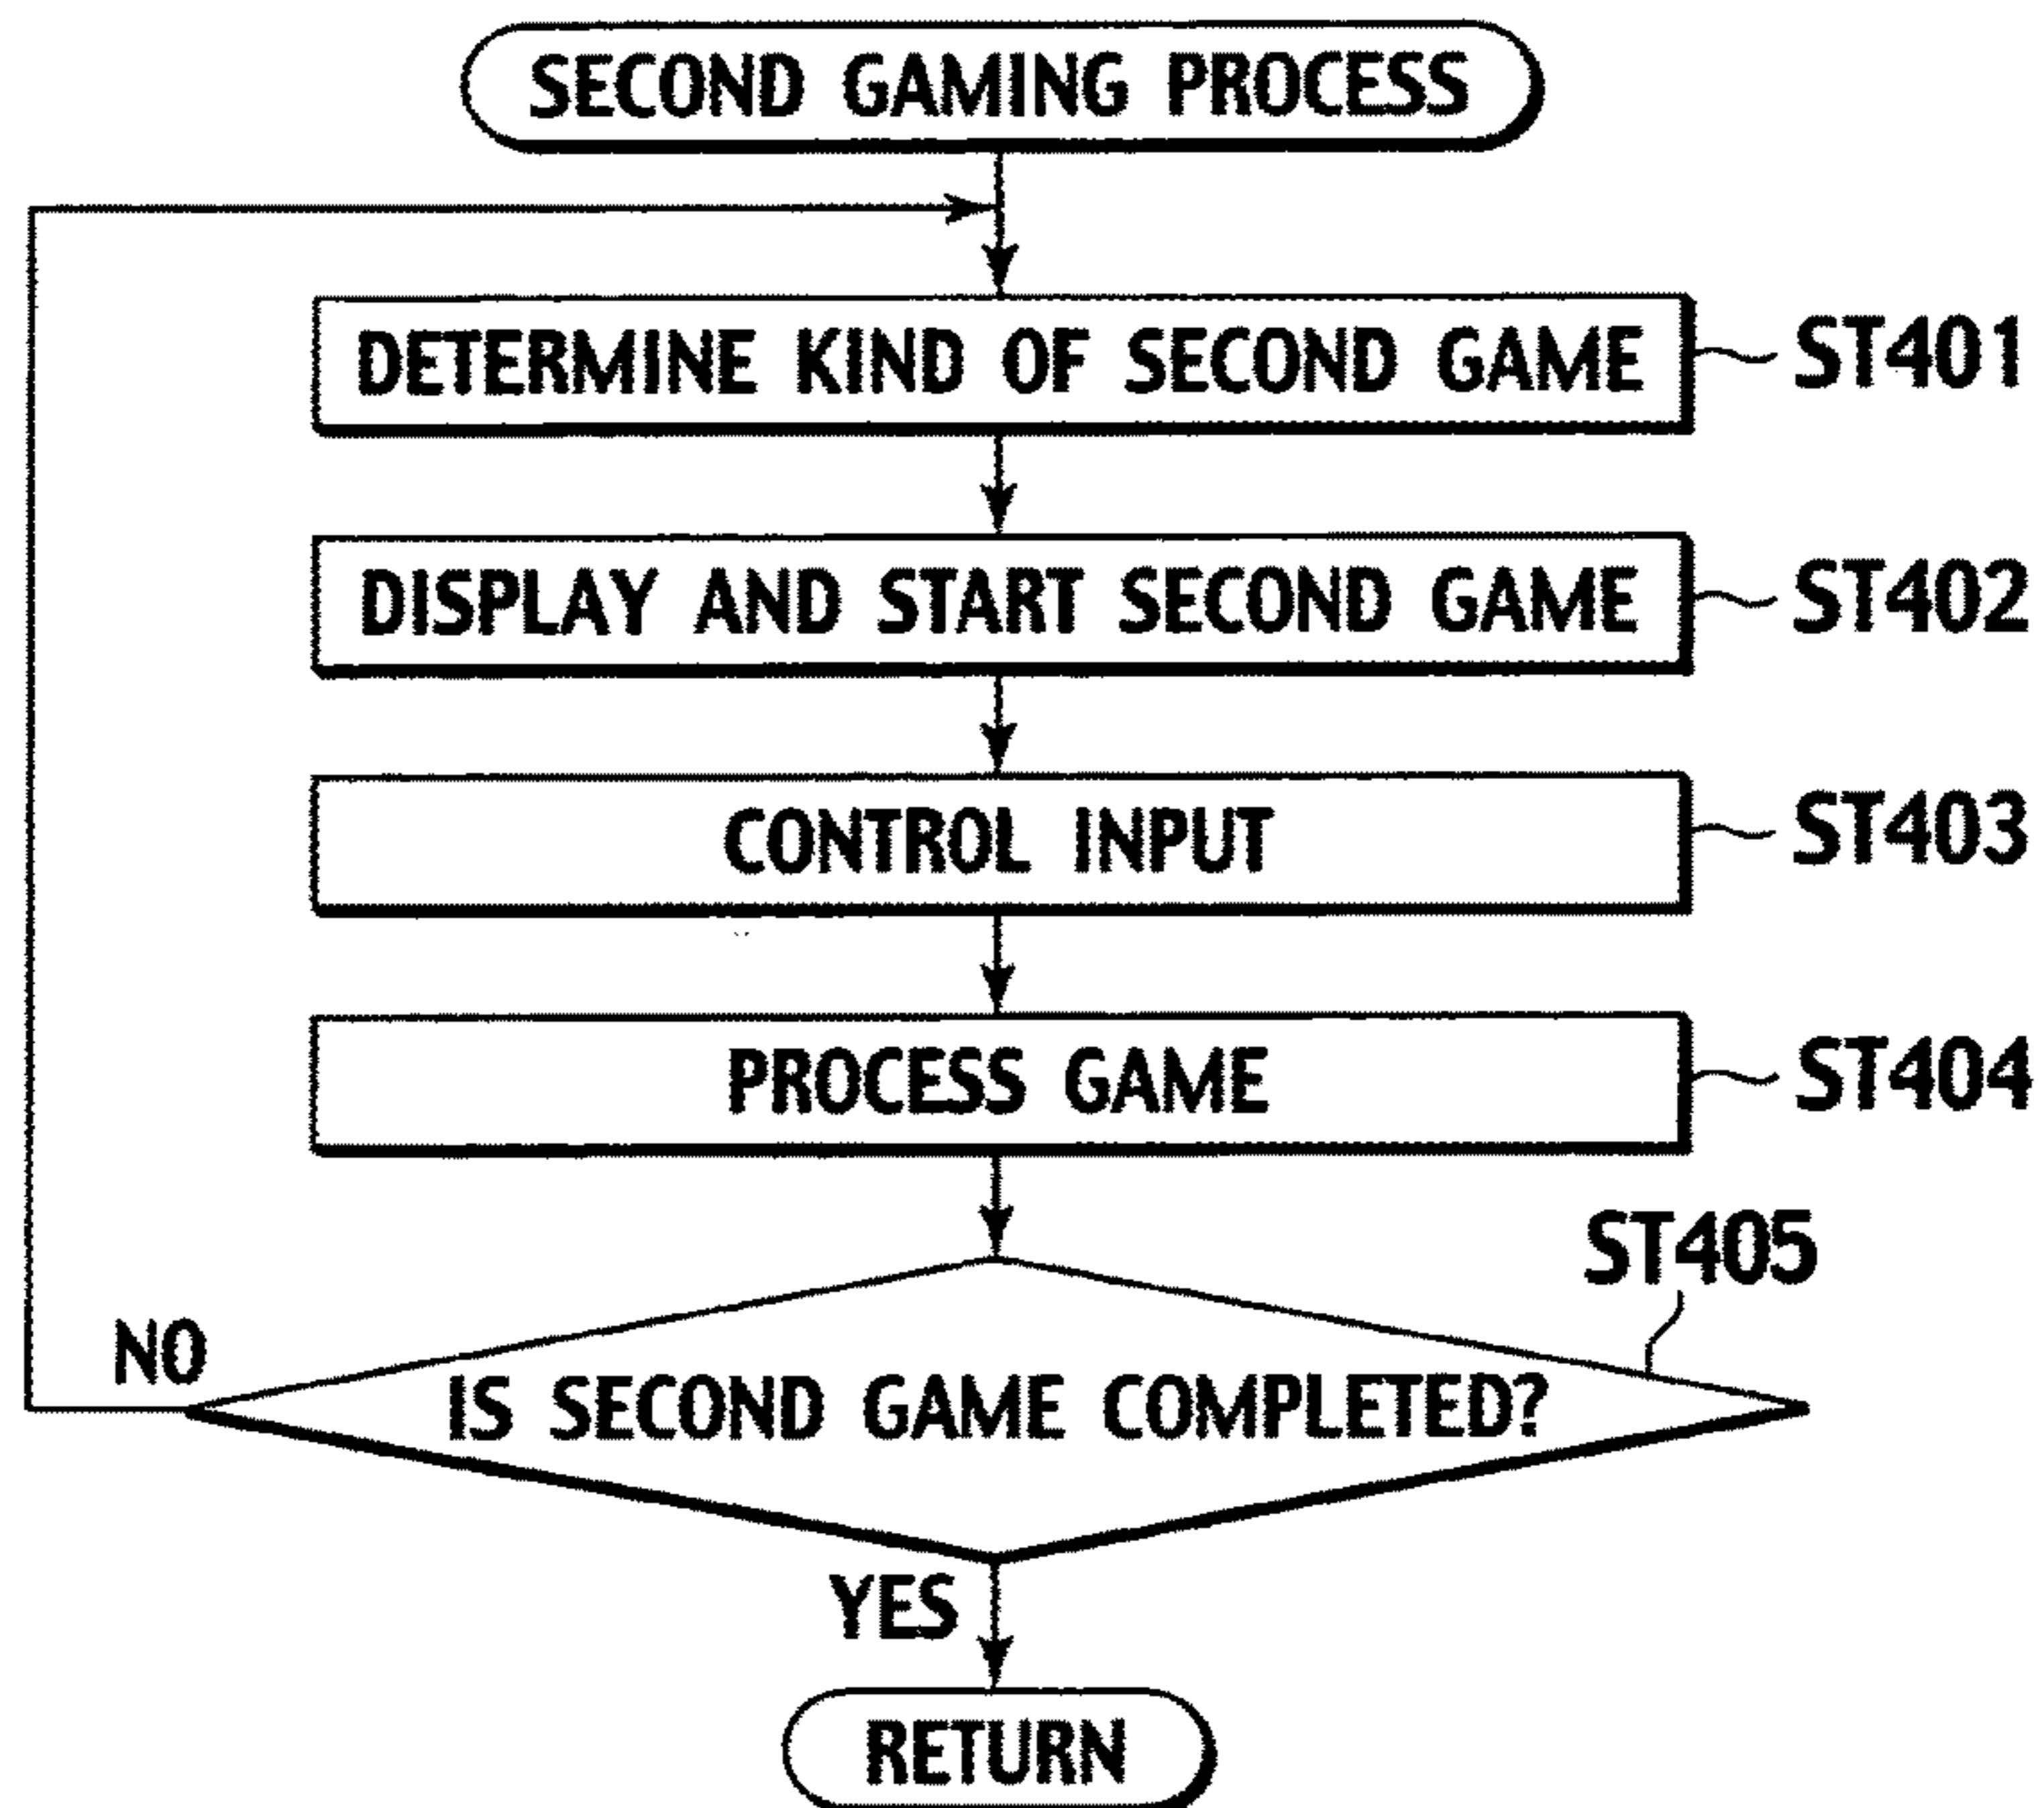 SECOND GAMING PROCESS
DETERMINE KIND OF SECOND GAME
ST401
DISPLAY AND START SECOND GAME
ST402
CONTROL INPUT
ST403
PROCESS GAME
ST404
ST405
NO
IS SECOND GAME COMPLETED?
YES
RETURN